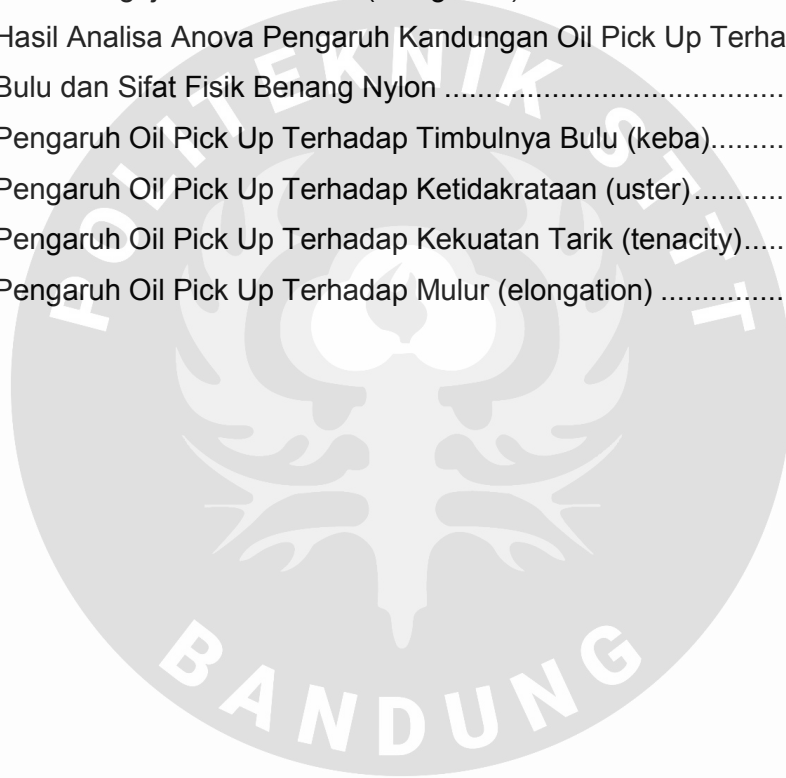 Hasil Analisa Anova Pengaruh Kandungan Oil Pick Up Terha
Bulu dan Sifat Fisik Benang Nylon ........................................
Pengaruh Oil Pick Up Terhadap Timbulnya Bulu (keba).........
Pengaruh Oil Pick Up Terhadap Ketidakrataan (uster)...........
Pengaruh Oil Pick Up Terhadap Kekuatan Tarik (tenacity).....
Pengaruh Oil Pick Up Terhadap Mulur (elongation) ...............
POLITEKNIK STTT
BANDUNG